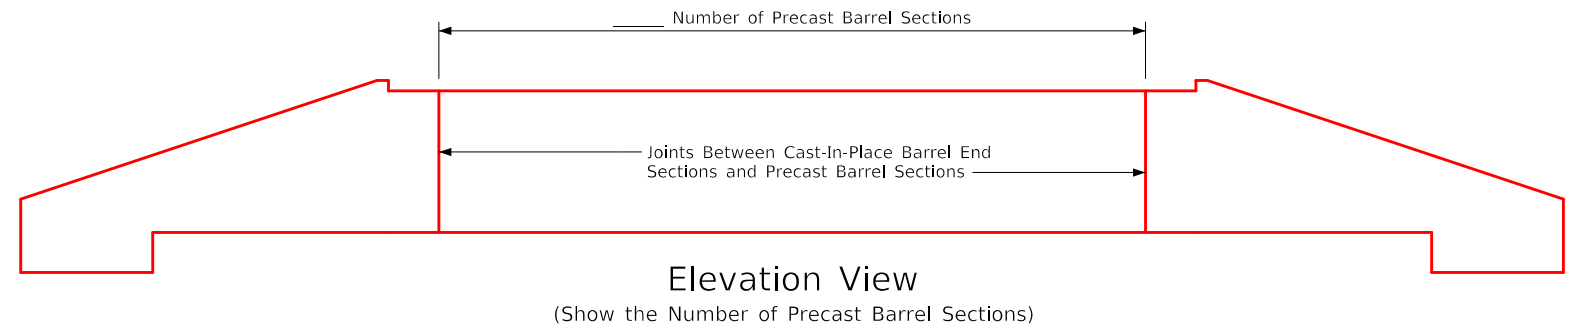 _____ Number of Precast Barrel Sections
Joints Between Cast-In-Place Barrel End
Sections and Precast Barrel Sections
Elevation View
(Show the Number of Precast Barrel Sections)